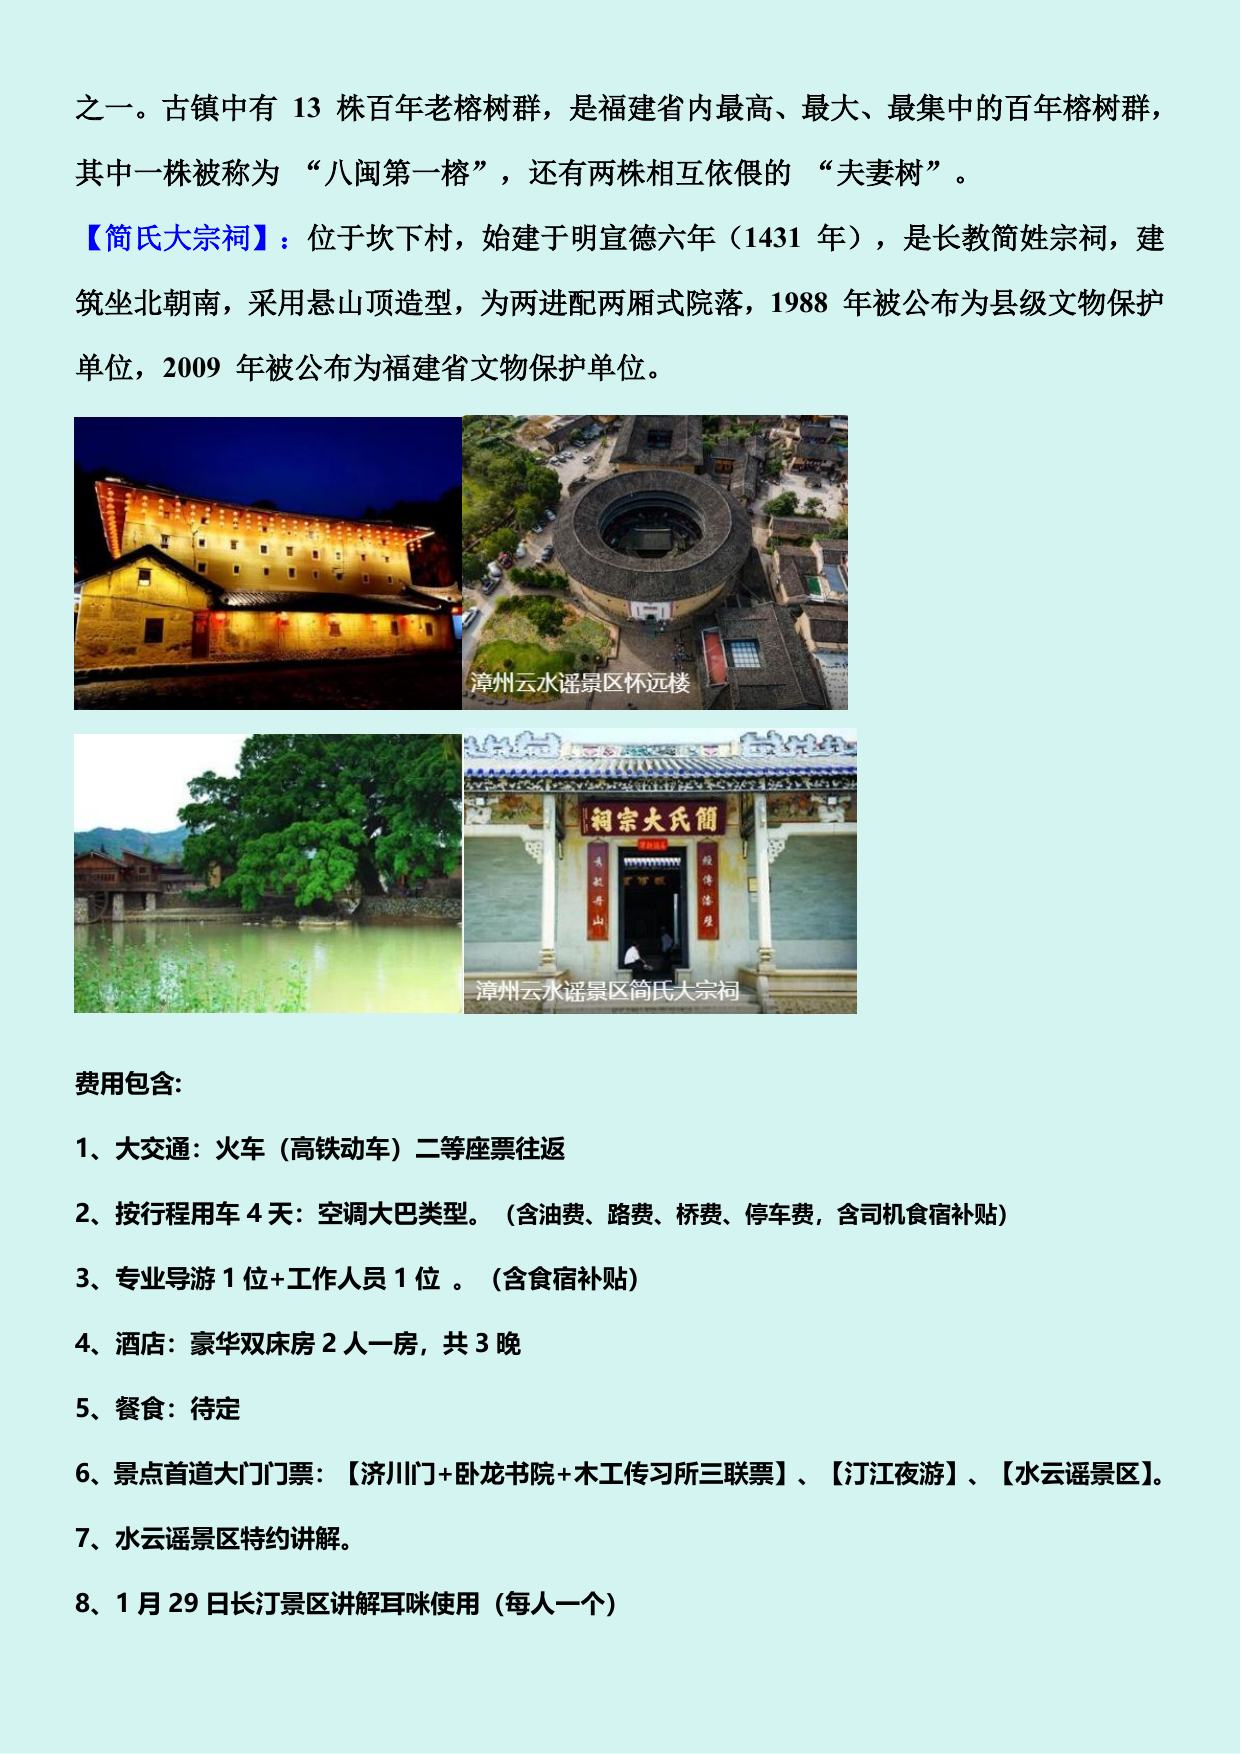 之一。古镇中有 13 株百年老榕树群，是福建省内最高、最大、最集中的百年榕树群，
其中一株被称为 “八闽第一榕”，还有两株相互依偎的 “夫妻树”。
【简氏大宗祠】：位于坎下村，始建于明宣德六年（1431 年），是长教简姓宗祠，建
筑坐北朝南，采用悬山顶造型，为两进配两厢式院落，1988 年被公布为县级文物保护
单位，2009 年被公布为福建省文物保护单位。
漳州云水谣景区怀远楼
祠宗大氏簡
漳州云水谣景区简氏大宗祠
费用包含:
1、大交通：火车（高铁动车）二等座票往返
2、按行程用车 4 天：空调大巴类型。（含油费、路费、桥费、停车费，含司机食宿补贴）
3、专业导游 1 位+工作人员 1 位 。（含食宿补贴）
4、酒店：豪华双床房 2 人一房，共 3 晚
5、餐食：待定
6、景点首道大门门票：【济川门+卧龙书院+木工传习所三联票】、【汀江夜游】、【水云谣景区】。
7、水云谣景区特约讲解。
8、1 月 29 日长汀景区讲解耳咪使用（每人一个）